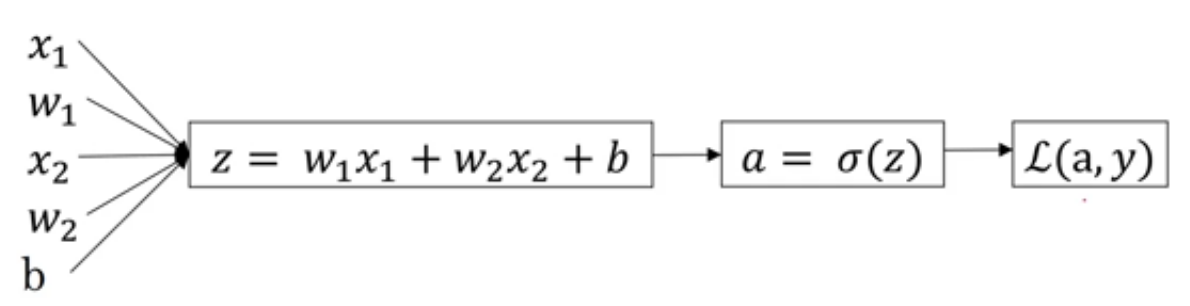 x₁
w₁
x₂
w₂
b
z = w₁x₁ + w₂x₂ + b
a = σ(z)
ℒ(a, y)